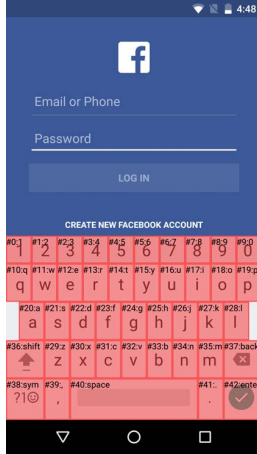 4:48
f
Email or Phone
Password
LOG IN
CREATE NEW FACEBOOK ACCOUNT
#0:1 #1:2 #2:3 #3:4 #4:5 #5:6 #6:7 #7:8 #8:9 #9:0
1 2 3 4 5 6 7 8 9 0
#10:q #11:w #12:e #13:r #14:t #15:y #16:u #17:i #18:o #19:p
q w e r t y u i o p
#20:a #21:s #22:d #23:f #24:g #25:h #26:j #27:k #28:l
a s d f g h j k l
#36:shift #29:z #30:x #31:c #32:v #33:b #34:n #35:m #37:back
z x c v b n m
#38:sym #39:, #40:space #41:. #42:ente
?1☺ , .